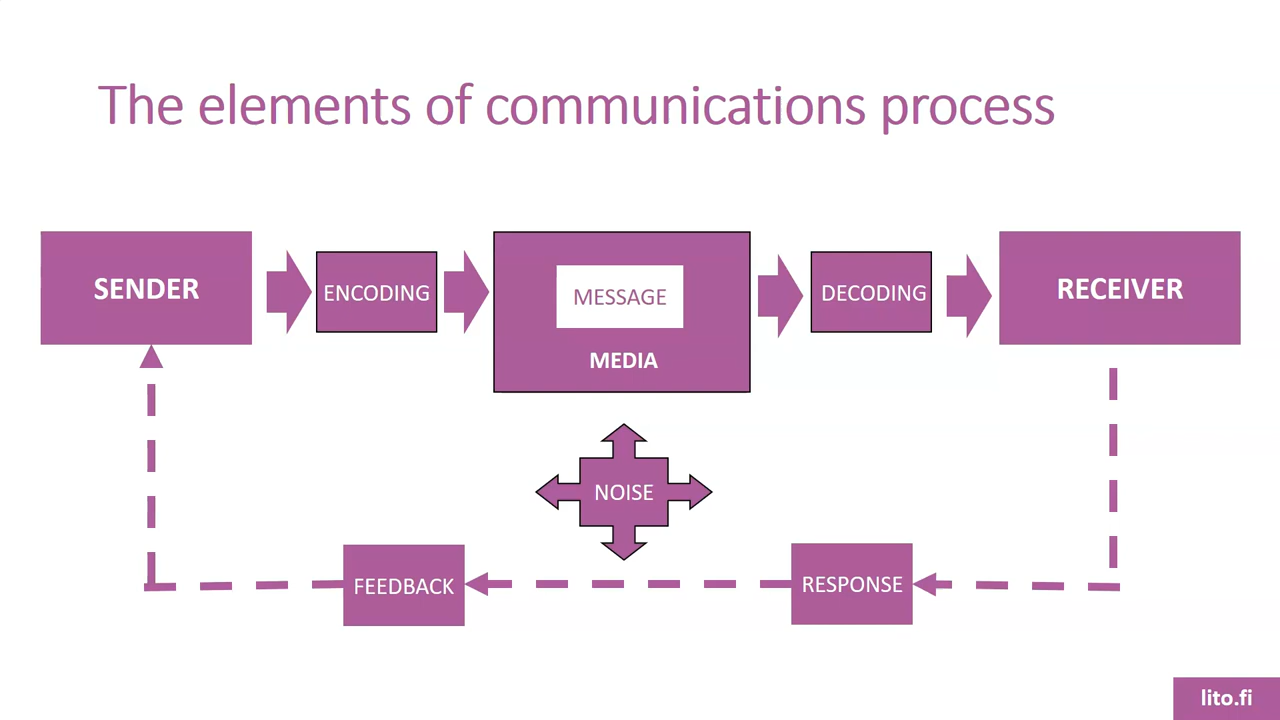 The elements of communications process
SENDER
ENCODING
MESSAGE
MEDIA
DECODING
RECEIVER
NOISE
FEEDBACK
RESPONSE
lito.fi